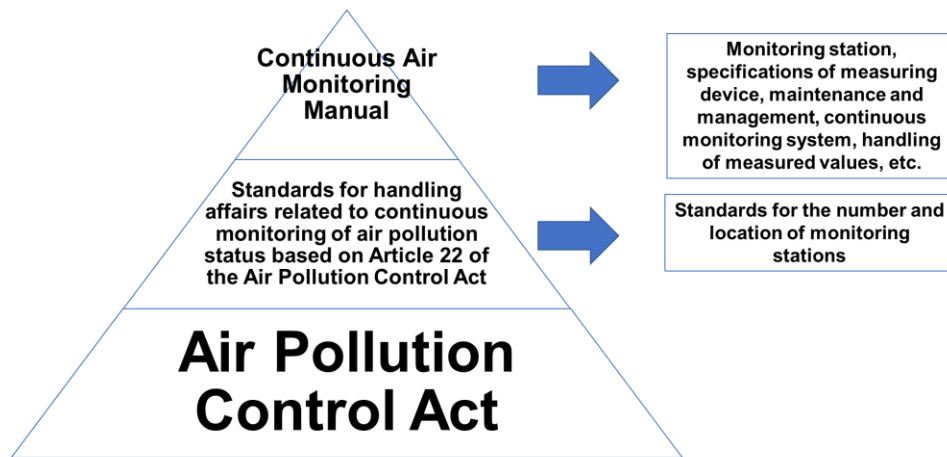 Continuous Air
Monitoring
Manual
Monitoring station,
specifications of measuring
device, maintenance and
management, continuous
monitoring system, handling
of measured values, etc.
Standards for handling
affairs related to continuous
monitoring of air pollution
status based on Article 22 of
the Air Pollution Control Act
Standards for the number and
location of monitoring
stations
Air Pollution
Control Act